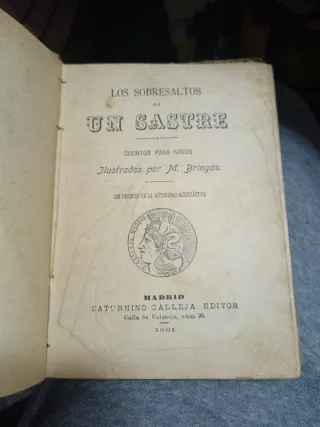 LOS SOBRESALTOS
DE
UN SASTRE
CUENTOS PARA NIÑOS
Ilustrados por M. Bringas.
CON PERMISO DE LA AUTORIDAD ECLESIÁSTICA
MADRID
SATURNINO CALLEJA, EDITOR
Calle de Valencia, núm. 28
1901